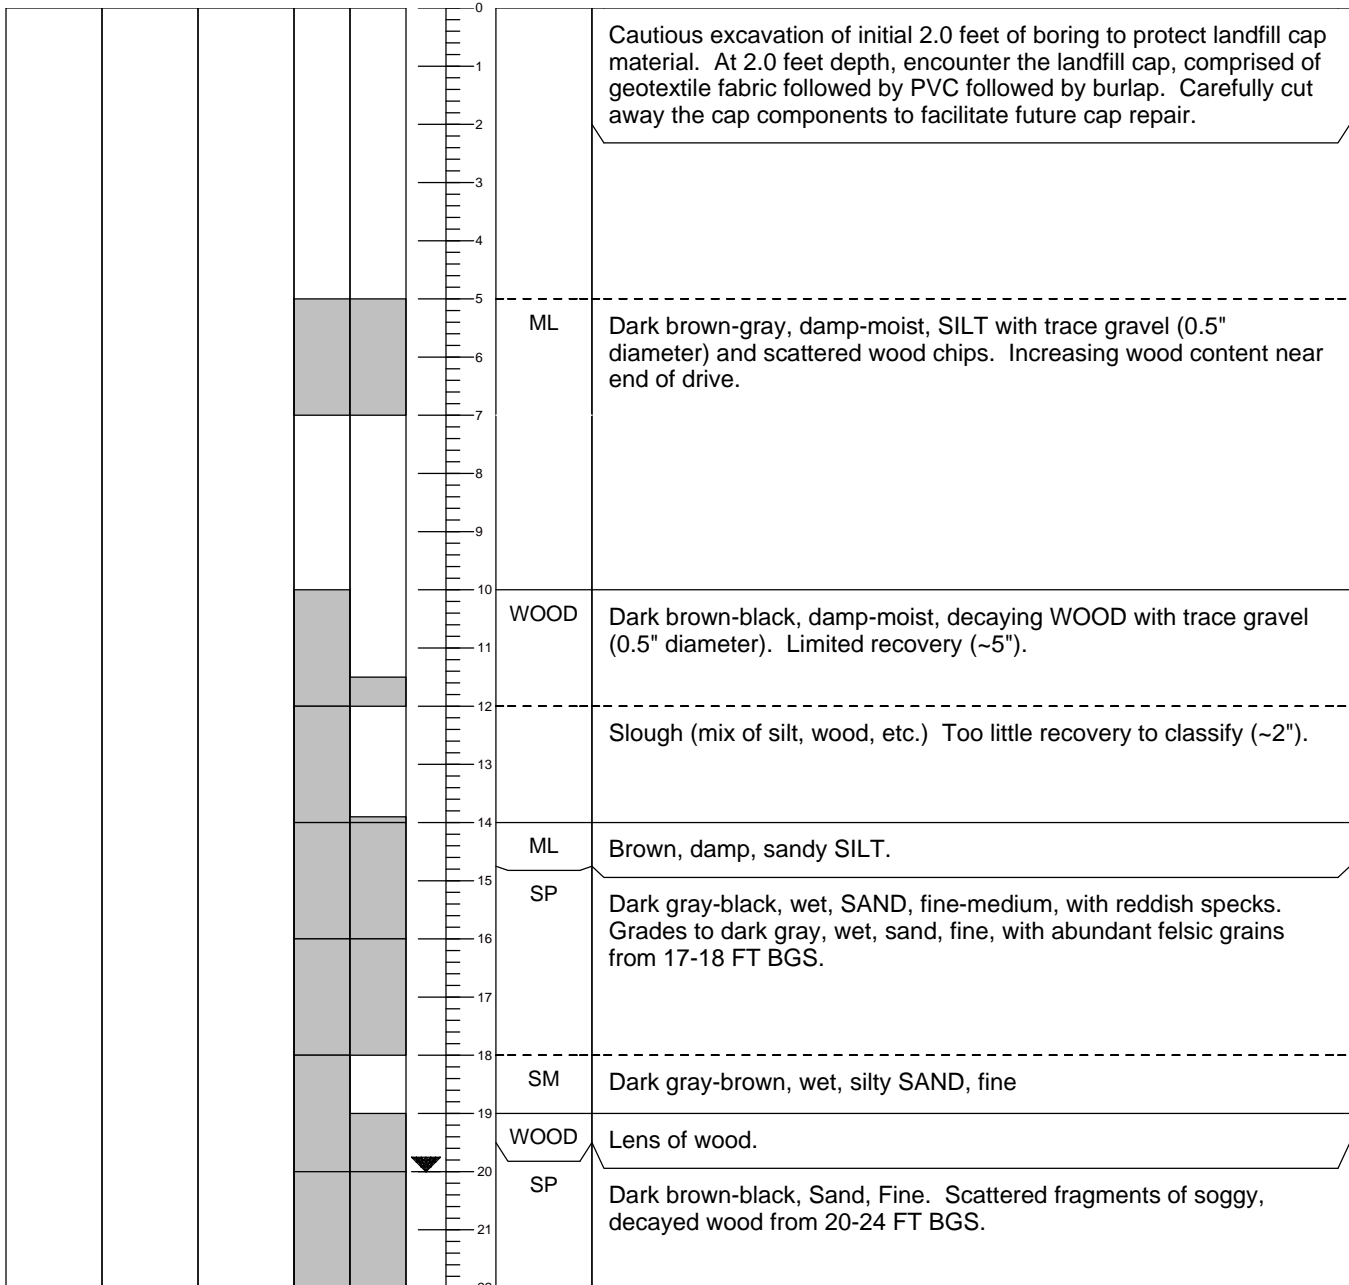 0
Cautious excavation of initial 2.0 feet of boring to protect landfill cap
material. At 2.0 feet depth, encounter the landfill cap, comprised of
1
geotextile fabric followed by PVC followed by burlap. Carefully cut
away the cap components to facilitate future cap repair.
2
3
4
5
ML
Dark brown-gray, damp-moist, SILT with trace gravel (0.5"
diameter) and scattered wood chips. Increasing wood content near
6
end of drive.
7
8
9
10
WOOD
Dark brown-black, damp-moist, decaying WOOD with trace gravel
(0.5" diameter). Limited recovery (~5").
11
12
Slough (mix of silt, wood, etc.) Too little recovery to classify (~2").
13
14
ML
Brown, damp, sandy SILT.
15
SP
Dark gray-black, wet, SAND, fine-medium, with reddish specks.
Grades to dark gray, wet, sand, fine, with abundant felsic grains
16
from 17-18 FT BGS.
17
18
SM
Dark gray-brown, wet, silty SAND, fine
19
WOOD
Lens of wood.
20
SP
Dark brown-black, Sand, Fine. Scattered fragments of soggy,
decayed wood from 20-24 FT BGS.
21